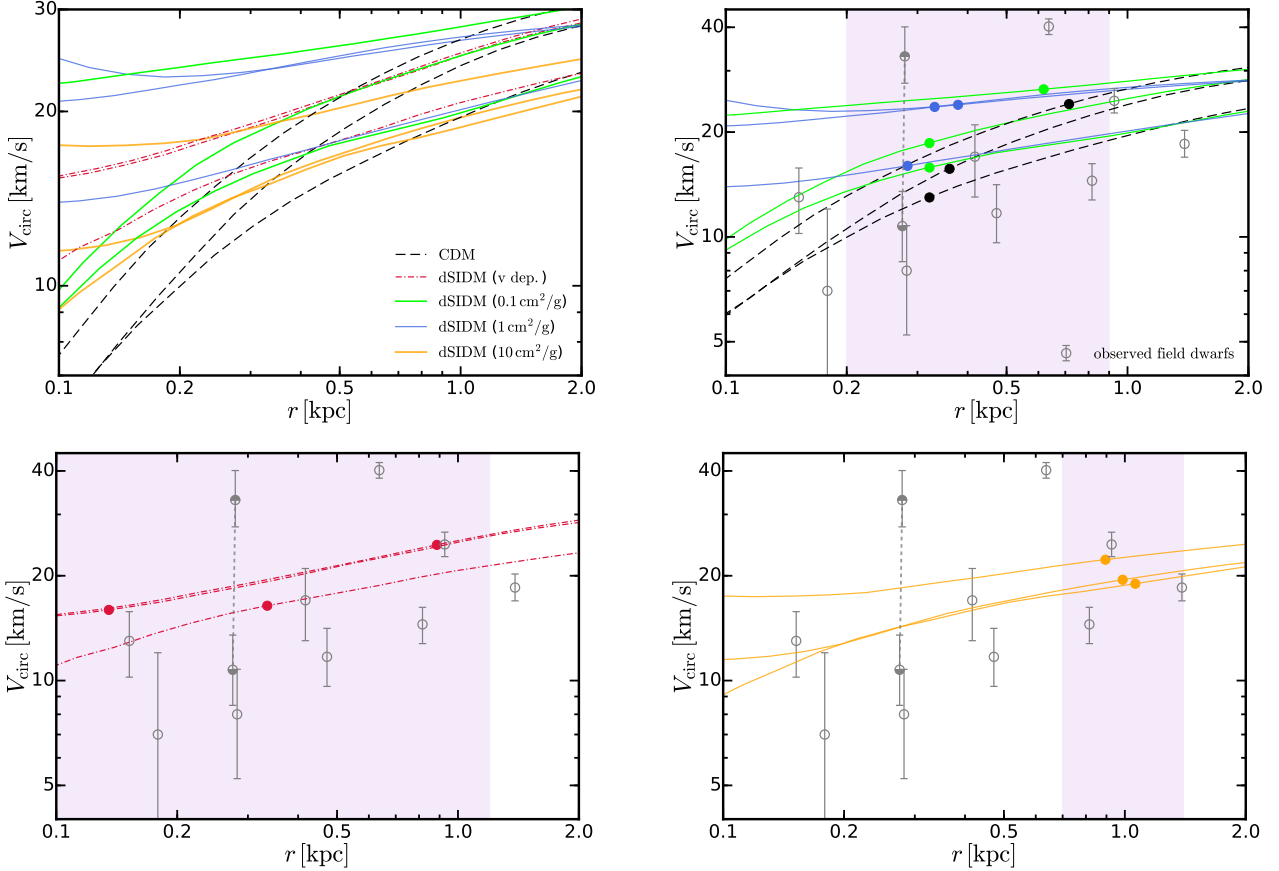 30
20
10
V_circ [km/s]
CDM
dSIDM (v dep.)
dSIDM (0.1 cm²/g)
dSIDM (1 cm²/g)
dSIDM (10 cm²/g)
0.1 0.2 0.5 1.0 2.0
r [kpc]
40
20
10
5
V_circ [km/s]
observed field dwarfs
0.1 0.2 0.5 1.0 2.0
r [kpc]
40
20
10
5
V_circ [km/s]
0.1 0.2 0.5 1.0 2.0
r [kpc]
40
20
10
5
V_circ [km/s]
0.1 0.2 0.5 1.0 2.0
r [kpc]